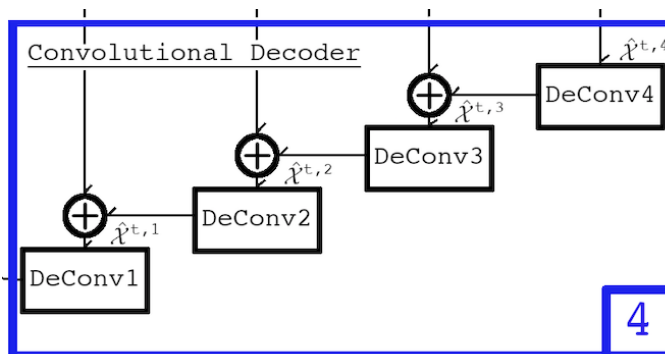 Convolutional Decoder
𝒳̂ᵗ,⁴
DeConv4
𝒳̂ᵗ,³
DeConv3
𝒳̂ᵗ,²
DeConv2
𝒳̂ᵗ,¹
DeConv1
4